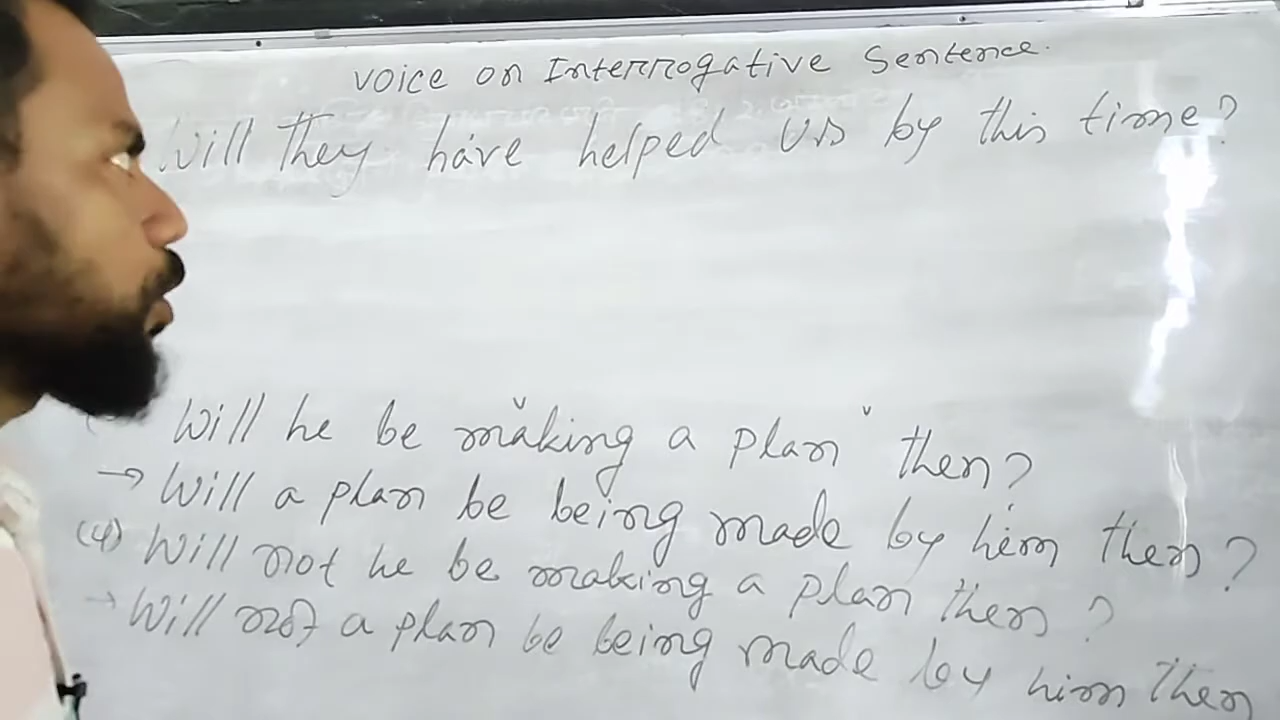 Voice on Interrogative Sentence.
Will they have helped us by this time?
Will he be making a plan then?
→ Will a plan be being made by him then?
(4) Will not he be making a plan then?
→ Will not a plan be being made by him then